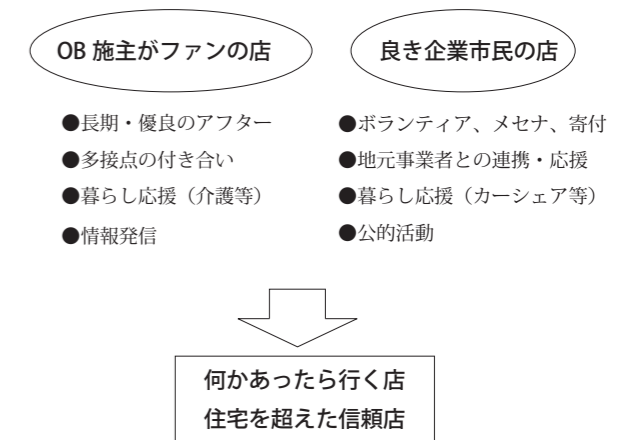 OB 施主がファンの店
良き企業市民の店
●長期・優良のアフター
●多接点の付き合い
●暮らし応援（介護等）
●情報発信
●ボランティア、メセナ、寄付
●地元事業者との連携・応援
●暮らし応援（カーシェア等）
●公的活動
何かあったら行く店
住宅を超えた信頼店